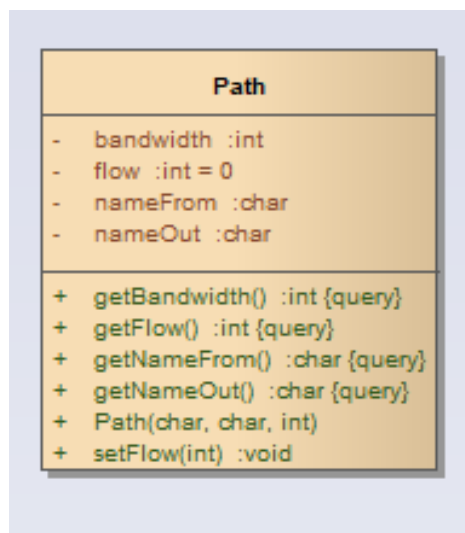 Path
- bandwidth :int
- flow :int = 0
- nameFrom :char
- nameOut :char
+ getBandwidth() :int {query}
+ getFlow() :int {query}
+ getNameFrom() :char {query}
+ getNameOut() :char {query}
+ Path(char, char, int)
+ setFlow(int) :void